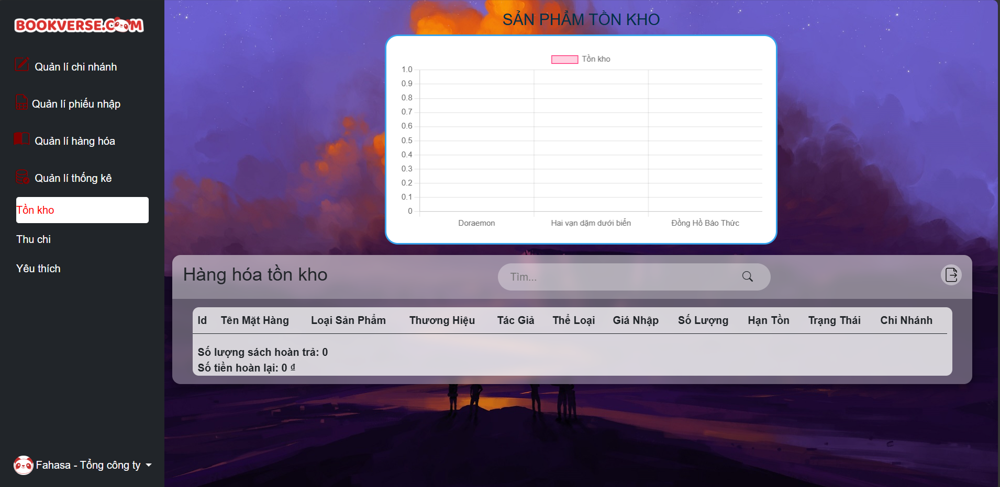 BOOKVERSE.COM
Quản lí chi nhánh
Quản lí phiếu nhập
Quản lí hàng hóa
Quản lí thống kê
Tồn kho
Thu chi
Yêu thích
Fahasa - Tổng công ty
SẢN PHẨM TỒN KHO
Tồn kho
1.0
0.9
0.8
0.7
0.6
0.5
0.4
0.3
0.2
0.1
0
Doraemon Hai vạn dặm dưới biển Đồng Hồ Báo Thức
Hàng hóa tồn kho
Tìm...
Id Tên Mặt Hàng Loại Sản Phẩm Thương Hiệu Tác Giả Thể Loại Giá Nhập Số Lượng Hạn Tồn Trạng Thái Chi Nhánh
Số lượng sách hoàn trả: 0
Số tiền hoàn lại: 0 ₫